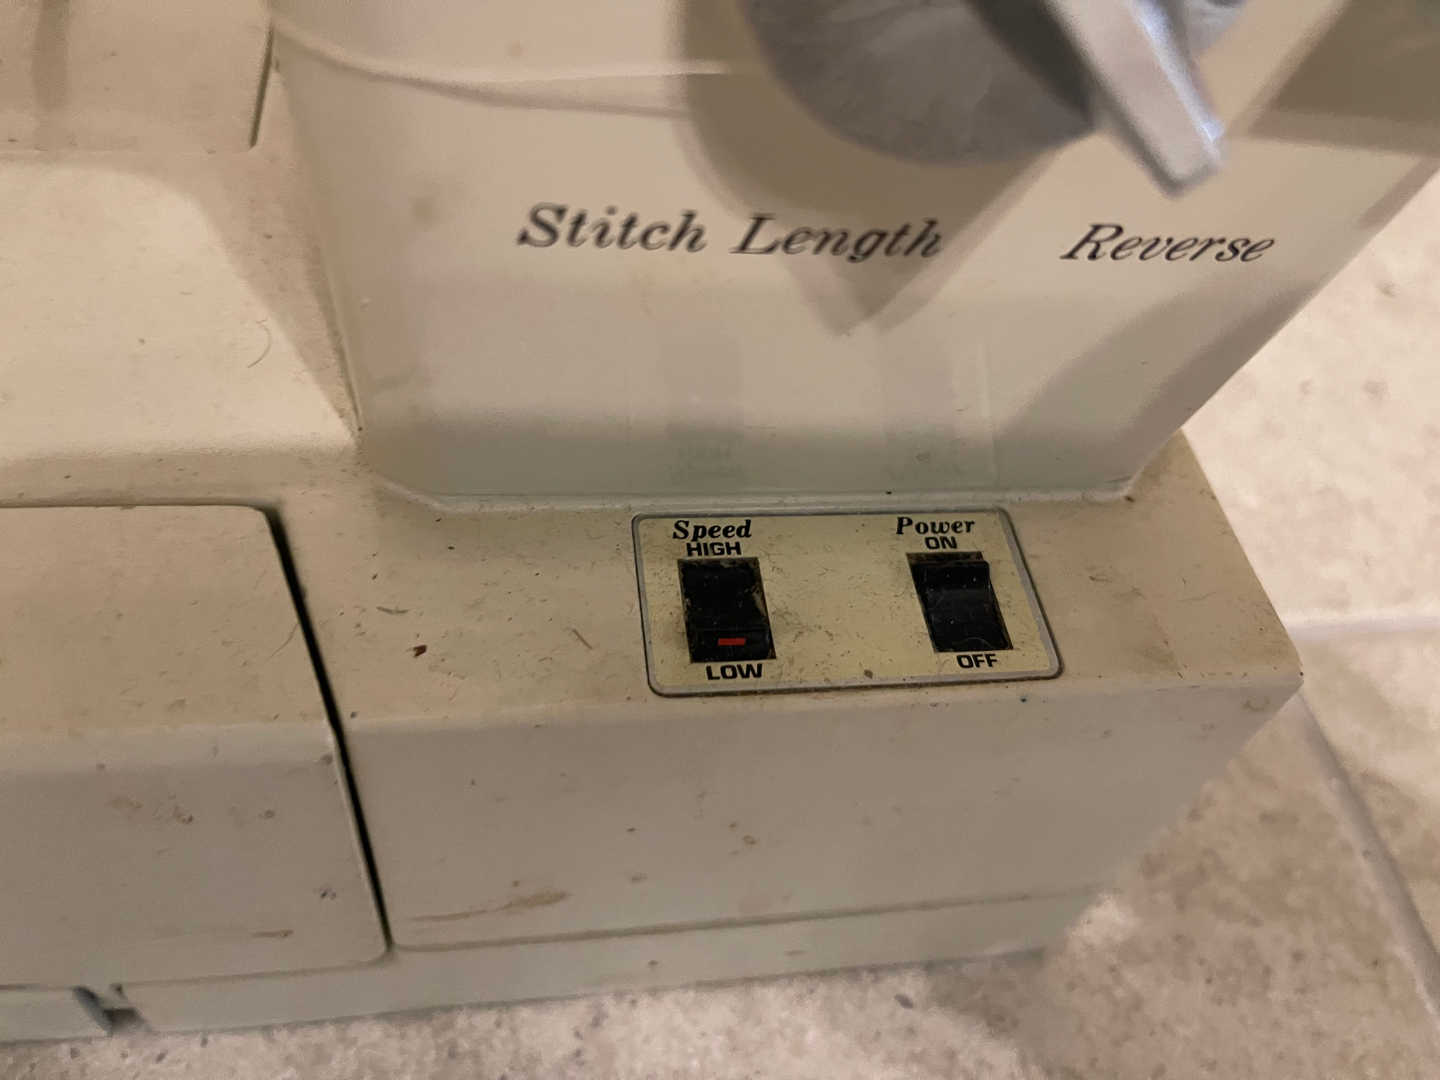 Stitch Length
Reverse
Speed
HIGH
LOW
Power
ON
OFF